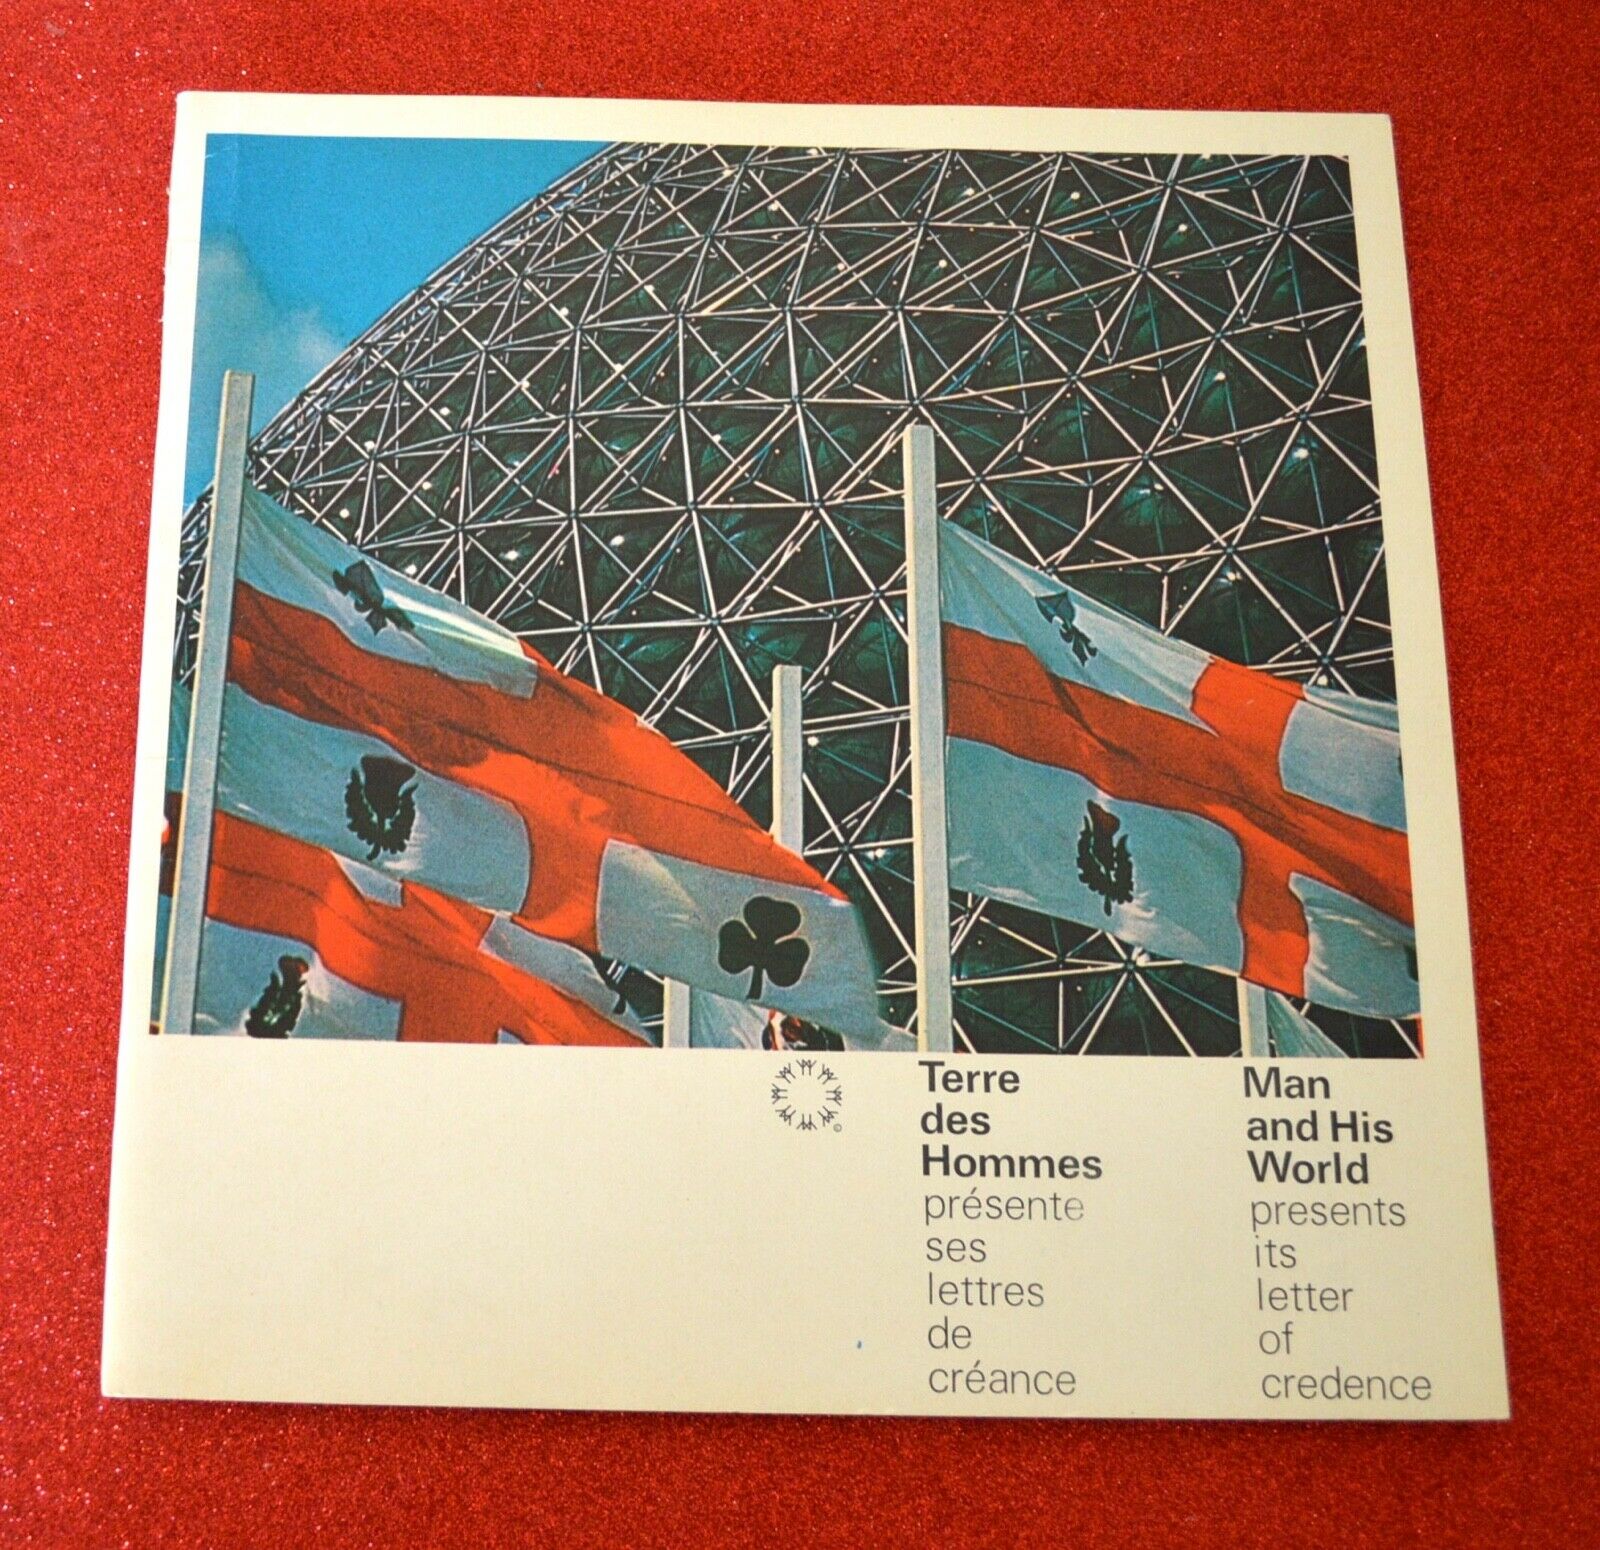 Terre
des
Hommes
présente
ses
lettres
de
créance
Man
and His
World
presents
its
letter
of
credence
©